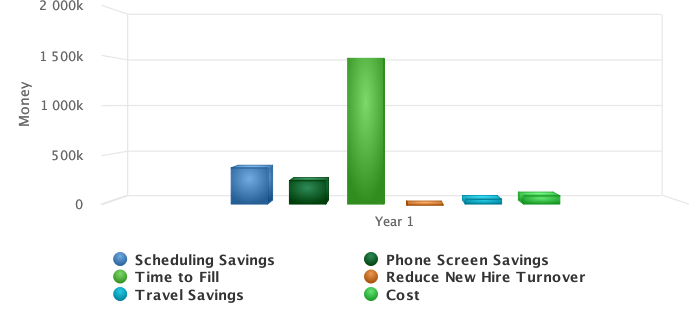 2 000k
1 500k
1 000k
500k
0
Money
Year 1
Scheduling Savings
Phone Screen Savings
Time to Fill
Reduce New Hire Turnover
Travel Savings
Cost